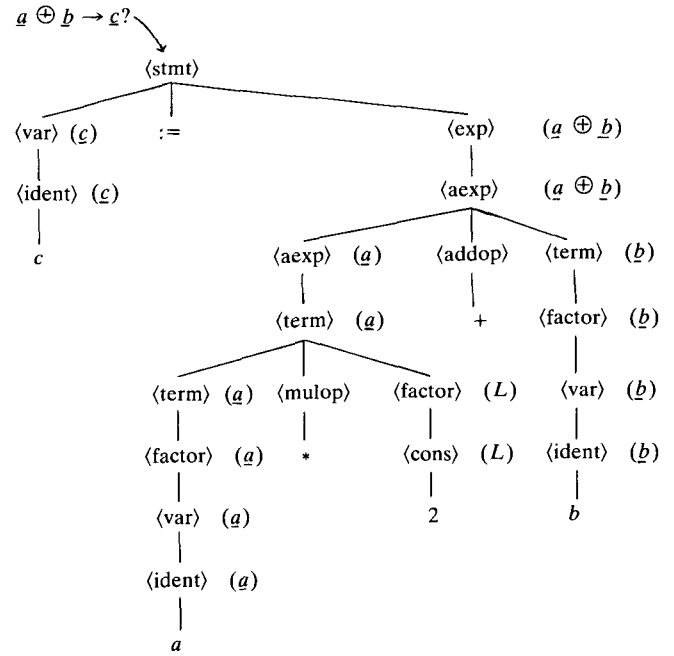 a ⊕ b → c?
⟨stmt⟩
⟨var⟩ (c) := ⟨exp⟩ (a ⊕ b)
⟨ident⟩ (c) ⟨aexp⟩ (a ⊕ b)
c ⟨aexp⟩ (a) ⟨addop⟩ ⟨term⟩ (b)
⟨term⟩ (a) + ⟨factor⟩ (b)
⟨term⟩ (a) ⟨mulop⟩ ⟨factor⟩ (L) ⟨var⟩ (b)
⟨factor⟩ (a) * ⟨cons⟩ (L) ⟨ident⟩ (b)
⟨var⟩ (a) 2 b
⟨ident⟩ (a)
a